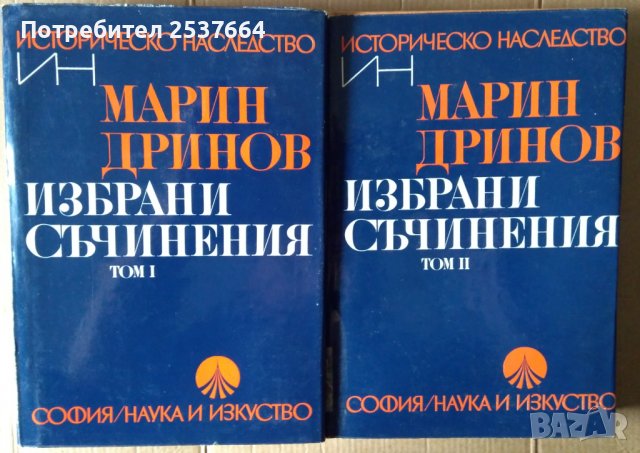 Потребител 2537664
ИСТОРИЧЕСКО НАСЛЕДСТВО
ИН
МАРИН
ДРИНОВ
ИЗБРАНИ
СЪЧИНЕНИЯ
ТОМ I
СОФИЯ/НАУКА И ИЗКУСТВО
ИСТОРИЧЕСКО НАСЛЕДСТВО
ИН
МАРИН
ДРИНОВ
ИЗБРАНИ
СЪЧИНЕНИЯ
ТОМ II
СОФИЯ/НАУКА И ИЗКУСТВО
BAZAR